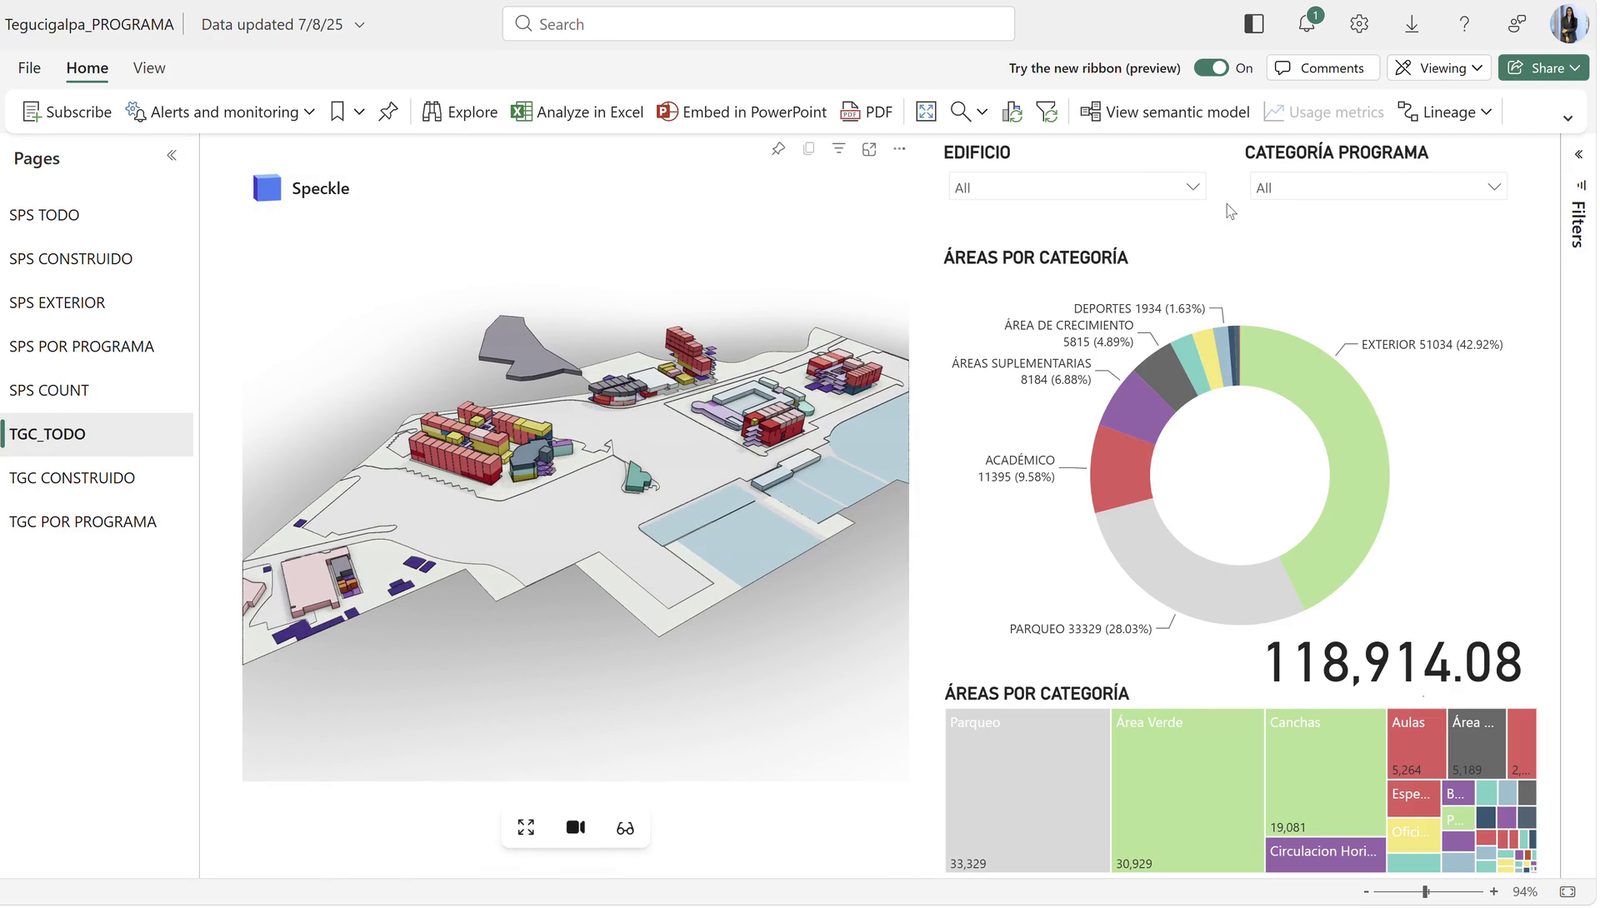 Tegucigalpa_PROGRAMA
Data updated 7/8/25
Search
1
File
Home
View
Try the new ribbon (preview)
On
Comments
Viewing
Share
Subscribe
Alerts and monitoring
Explore
Analyze in Excel
Embed in PowerPoint
PDF
View semantic model
Usage metrics
Lineage
Pages
SPS TODO
SPS CONSTRUIDO
SPS EXTERIOR
SPS POR PROGRAMA
SPS COUNT
TGC_TODO
TGC CONSTRUIDO
TGC POR PROGRAMA
Speckle
EDIFICIO
All
CATEGORÍA PROGRAMA
All
Filters
ÁREAS POR CATEGORÍA
DEPORTES 1934 (1.63%)
ÁREA DE CRECIMIENTO
5815 (4.89%)
ÁREAS SUPLEMENTARIAS
8184 (6.88%)
ACADÉMICO
11395 (9.58%)
EXTERIOR 51034 (42.92%)
PARQUEO 33329 (28.03%)
118,914.08
ÁREAS POR CATEGORÍA
Parqueo
33,329
Área Verde
30,929
Canchas
19,081
Circulacion Hori...
Aulas
5,264
Área ...
5,189
2,...
Espe...
B...
P...
Ofici...
94%